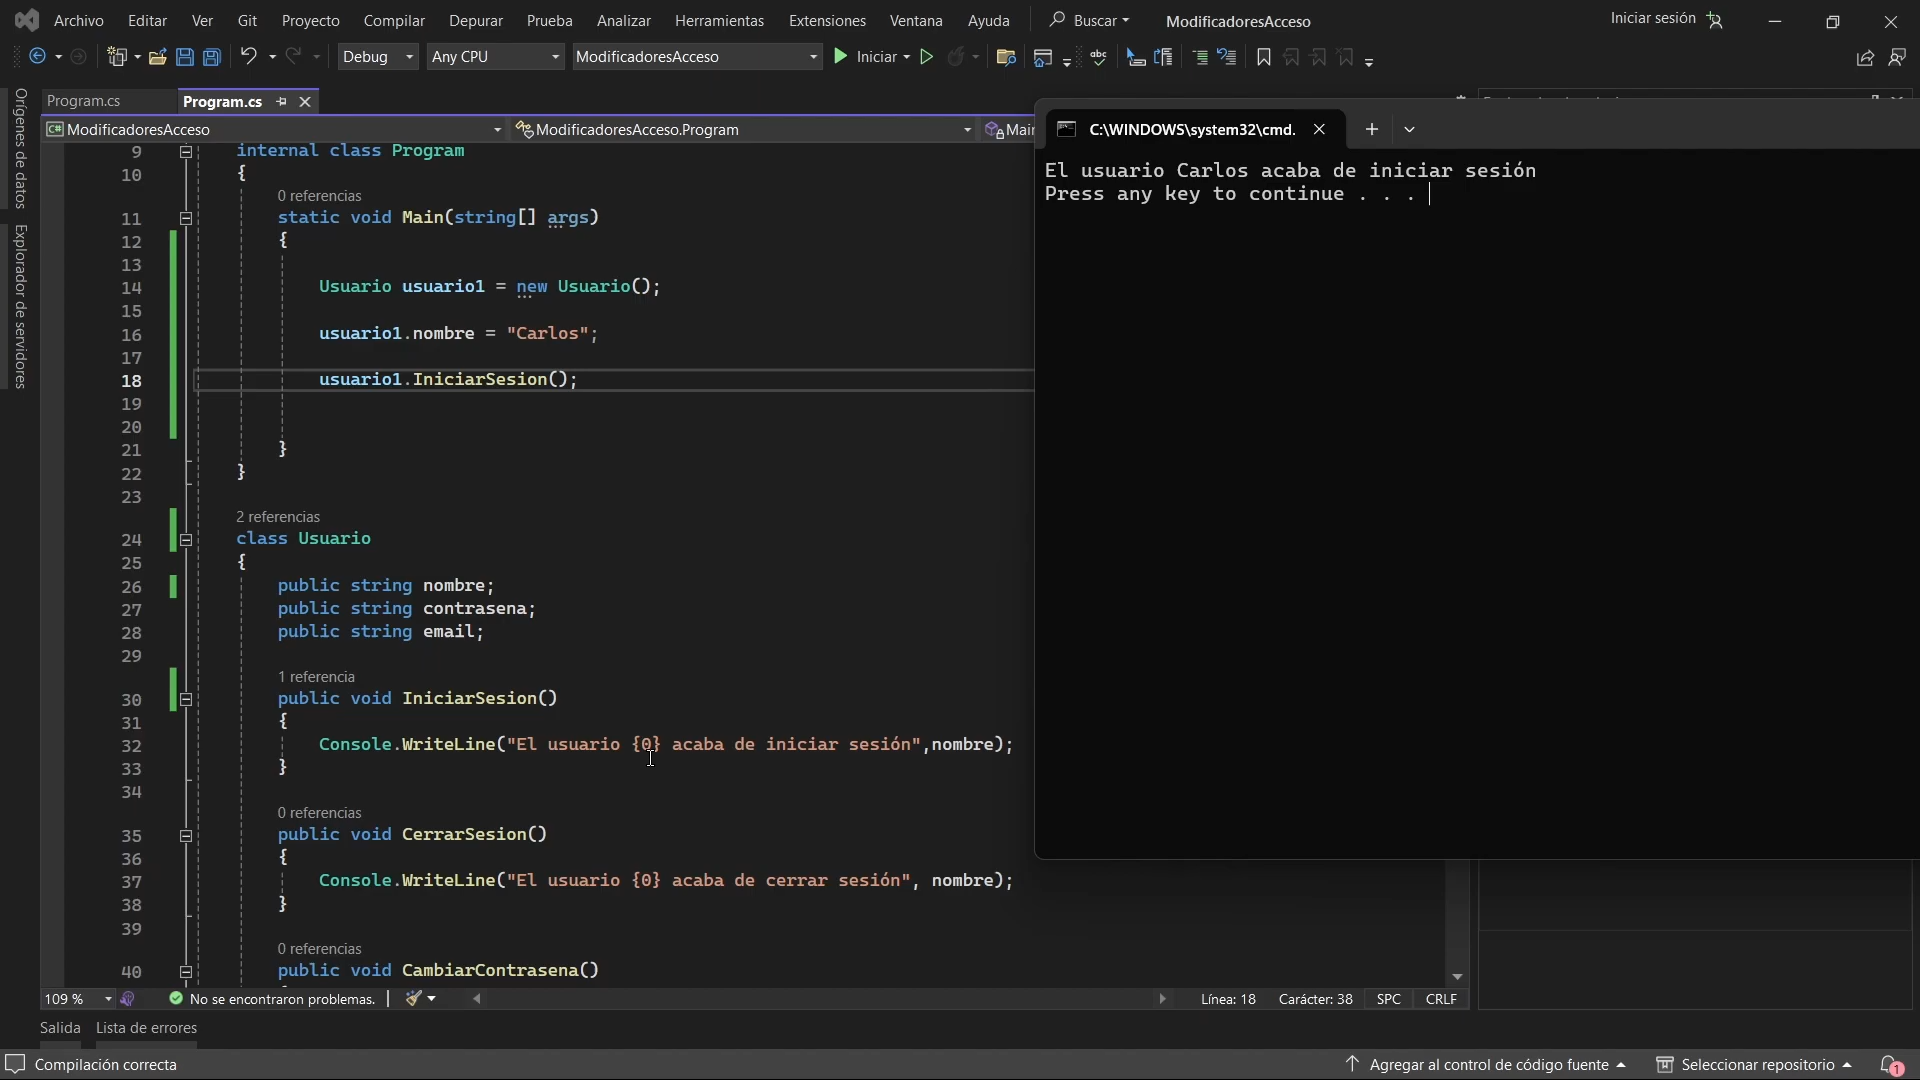 Archivo Editar Ver Git Proyecto Compilar Depurar Prueba Analizar Herramientas Extensiones Ventana Ayuda Buscar ModificadoresAcceso Iniciar sesión
Debug Any CPU ModificadoresAcceso Iniciar
Orígenes de datos
Explorador de servidores
Program.cs Program.cs
ModificadoresAcceso ModificadoresAcceso.Program Main
9 internal class Program
10 {
0 referencias
11 static void Main(string[] args)
12 {
13
14 Usuario usuario1 = new Usuario();
15
16 usuario1.nombre = "Carlos";
17
18 usuario1.IniciarSesion();
19
20
21 }
22 }
23
2 referencias
24 class Usuario
25 {
26 public string nombre;
27 public string contrasena;
28 public string email;
29
1 referencia
30 public void IniciarSesion()
31 {
32 Console.WriteLine("El usuario {0} acaba de iniciar sesión",nombre);
33 }
34
0 referencias
35 public void CerrarSesion()
36 {
37 Console.WriteLine("El usuario {0} acaba de cerrar sesión", nombre);
38 }
39
0 referencias
40 public void CambiarContrasena()
C:\WINDOWS\system32\cmd.
El usuario Carlos acaba de iniciar sesión
Press any key to continue . . .
109 % No se encontraron problemas. Línea: 18 Carácter: 38 SPC CRLF
Salida Lista de errores
Compilación correcta Agregar al control de código fuente Seleccionar repositorio 1